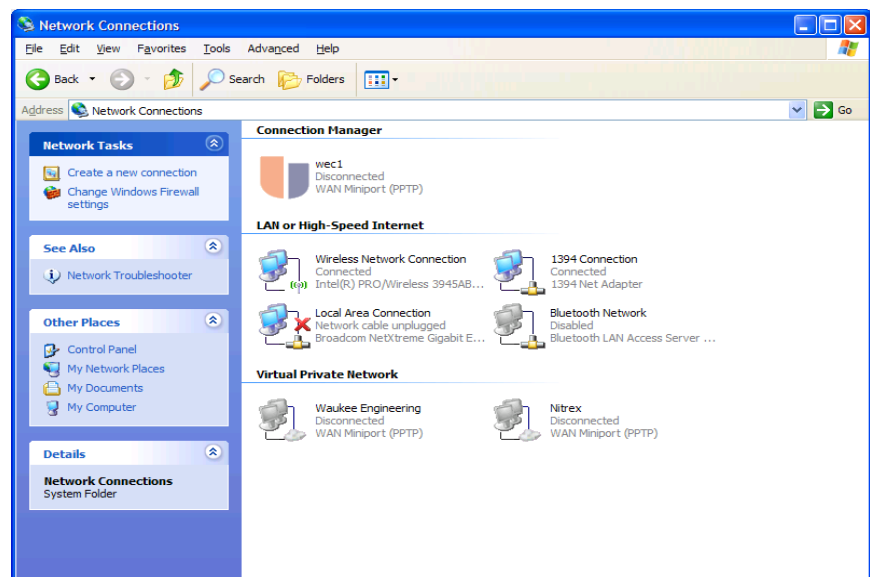 Network Connections
File Edit View Favorites Tools Advanced Help
Back Search Folders
Address Network Connections Go
Network Tasks
Create a new connection
Change Windows Firewall
settings
See Also
Network Troubleshooter
Other Places
Control Panel
My Network Places
My Documents
My Computer
Details
Network Connections
System Folder
Connection Manager
wec1
Disconnected
WAN Miniport (PPTP)
LAN or High-Speed Internet
Wireless Network Connection
Connected
Intel(R) PRO/Wireless 3945AB...
1394 Connection
Connected
1394 Net Adapter
Local Area Connection
Network cable unplugged
Broadcom NetXtreme Gigabit E...
Bluetooth Network
Disabled
Bluetooth LAN Access Server ...
Virtual Private Network
Waukee Engineering
Disconnected
WAN Miniport (PPTP)
Nitrex
Disconnected
WAN Miniport (PPTP)